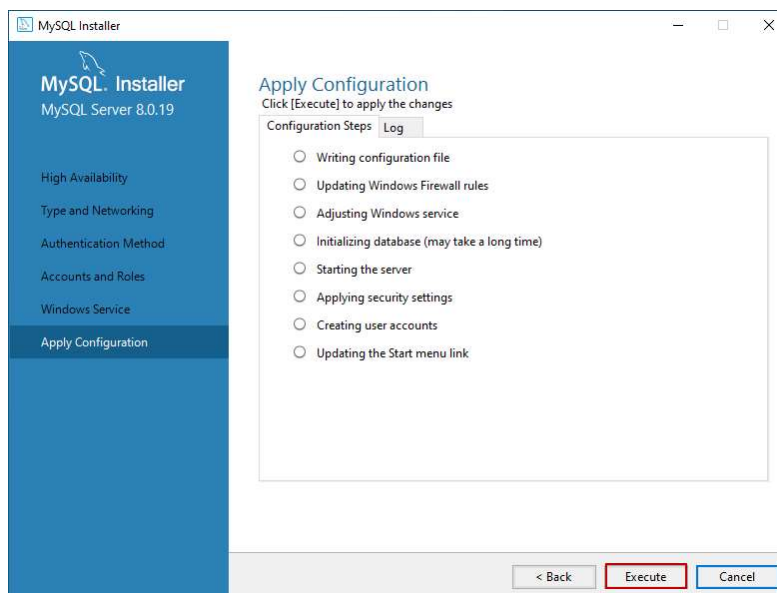 MySQL Installer
MySQL. Installer
MySQL Server 8.0.19
High Availability
Type and Networking
Authentication Method
Accounts and Roles
Windows Service
Apply Configuration
Apply Configuration
Click [Execute] to apply the changes
Configuration Steps Log
Writing configuration file
Updating Windows Firewall rules
Adjusting Windows service
Initializing database (may take a long time)
Starting the server
Applying security settings
Creating user accounts
Updating the Start menu link
< Back Execute Cancel